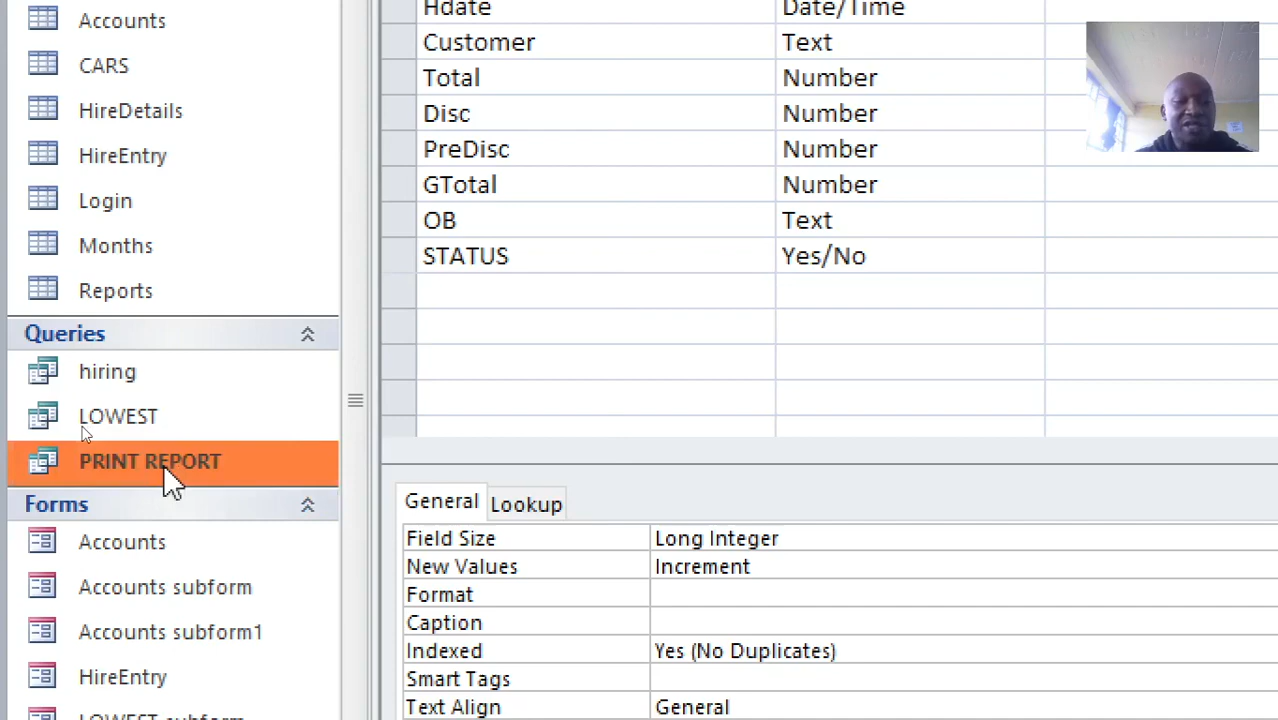 Accounts
CARS
HireDetails
HireEntry
Login
Months
Reports
Queries
hiring
LOWEST
PRINT REPORT
Forms
Accounts
Accounts subform
Accounts subform1
HireEntry
LOWEST subform
Hdate Date/Time
Customer Text
Total Number
Disc Number
PreDisc Number
GTotal Number
OB Text
STATUS Yes/No
General Lookup
Field Size Long Integer
New Values Increment
Format
Caption
Indexed Yes (No Duplicates)
Smart Tags
Text Align General